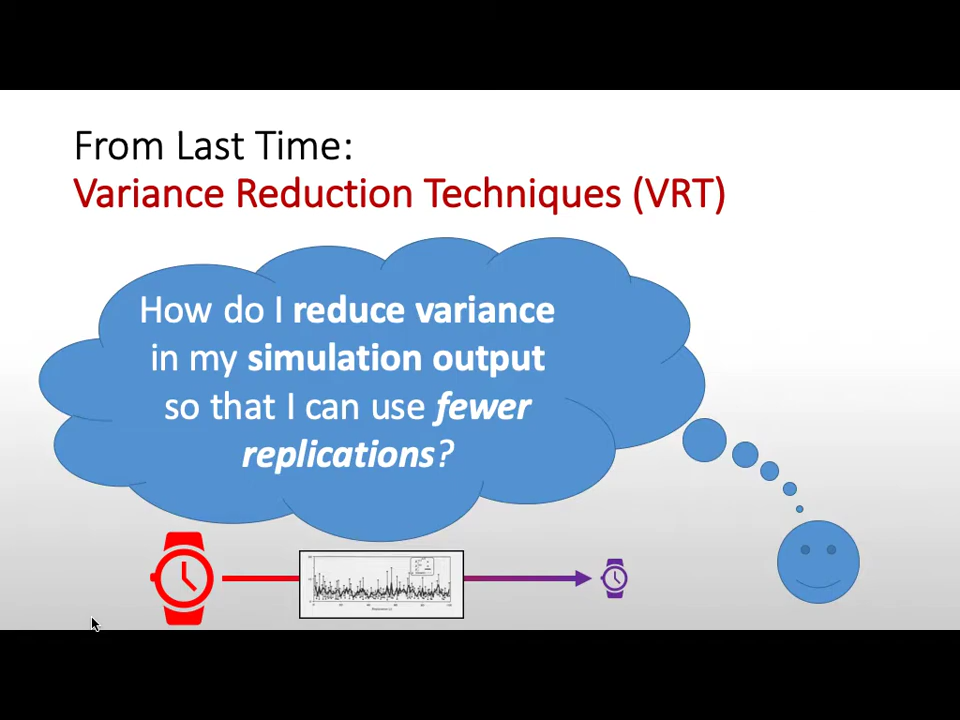 From Last Time:
Variance Reduction Techniques (VRT)
How do I reduce variance
in my simulation output
so that I can use fewer
replications?